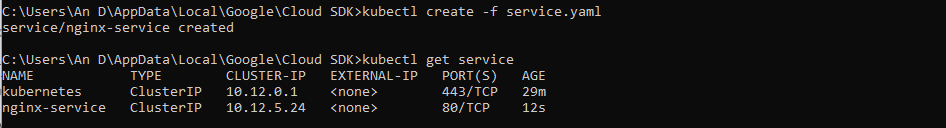 C:\Users\An D\AppData\Local\Google\Cloud SDK>kubectl create -f service.yaml
service/nginx-service created
C:\Users\An D\AppData\Local\Google\Cloud SDK>kubectl get service
NAME TYPE CLUSTER-IP EXTERNAL-IP PORT(S) AGE
kubernetes ClusterIP 10.12.0.1 <none> 443/TCP 29m
nginx-service ClusterIP 10.12.5.24 <none> 80/TCP 12s